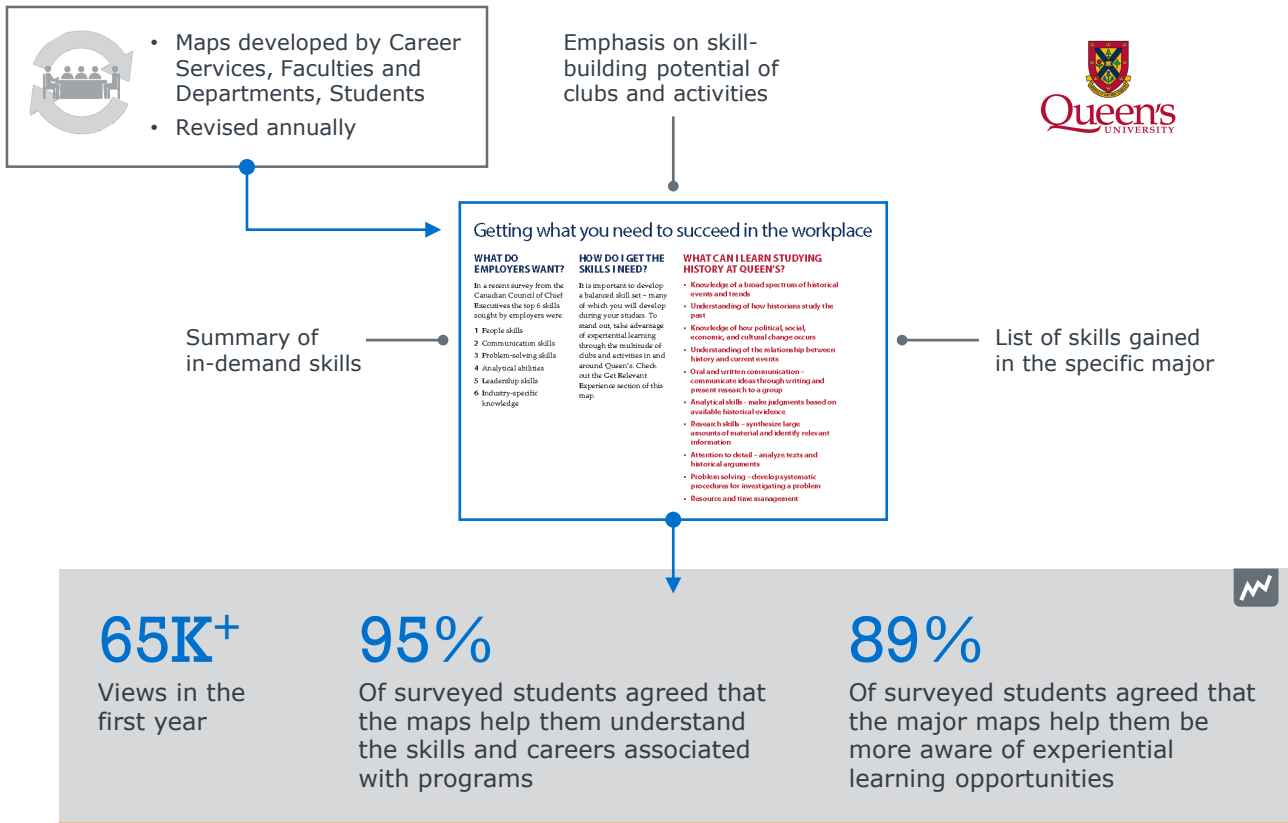 • Maps developed by Career
Services, Faculties and
Departments, Students
• Revised annually
Emphasis on skill-
building potential of
clubs and activities
Queen's
UNIVERSITY
Summary of
in-demand skills
Getting what you need to succeed in the workplace
WHAT DO
EMPLOYERS WANT?
In a recent survey from the
Canadian Council of Chief
Executives the top 6 skills
sought by employers were:
1 People skills
2 Communication skills
3 Problem-solving skills
4 Analytical abilities
5 Leadership skills
6 Industry-specific
knowledge
HOW DO I GET THE
SKILLS I NEED?
It is important to develop
a balanced skill set – many
of which you will develop
during your studies. To
stand out, take advantage
of experiential learning
through the multitude of
clubs and activities in and
around Queen's. Check
out the Get Relevant
Experience section of this
map.
WHAT CAN I LEARN STUDYING
HISTORY AT QUEEN'S?
• Knowledge of a broad spectrum of historical
events and trends
• Understanding of how historians study the
past
• Knowledge of how political, social,
economic, and cultural change occurs
• Understanding of the relationship between
history and current events
• Oral and written communication –
communicate ideas through writing and
present research to a group
• Analytical skills - make judgments based on
available historical evidence
• Research skills – synthesize large
amounts of material and identify relevant
information
• Attention to detail – analyze texts and
historical arguments
• Problem solving – develop systematic
procedures for investigating a problem
• Resource and time management
List of skills gained
in the specific major
65K+
Views in the
first year
95%
Of surveyed students agreed that
the maps help them understand
the skills and careers associated
with programs
89%
Of surveyed students agreed that
the major maps help them be
more aware of experiential
learning opportunities